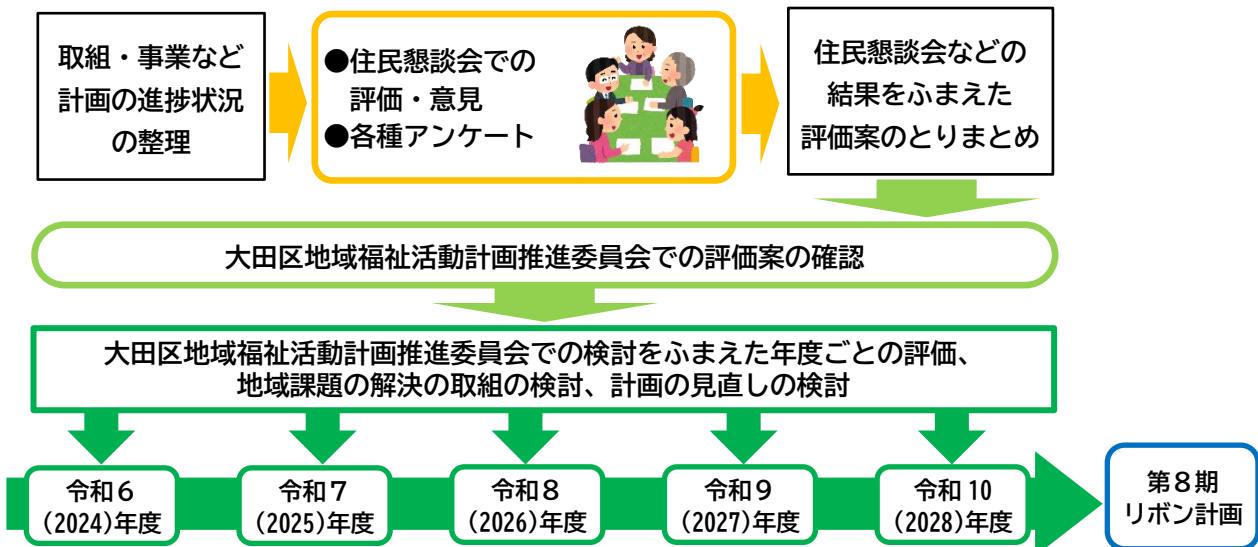 取組・事業など
計画の進捗状況
の整理
●住民懇談会での
評価・意見
●各種アンケート
住民懇談会などの
結果をふまえた
評価案のとりまとめ
大田区地域福祉活動計画推進委員会での評価案の確認
大田区地域福祉活動計画推進委員会での検討をふまえた年度ごとの評価、
地域課題の解決の取組の検討、計画の見直しの検討
令和6
(2024)年度
令和7
(2025)年度
令和8
(2026)年度
令和9
(2027)年度
令和10
(2028)年度
第8期
リボン計画